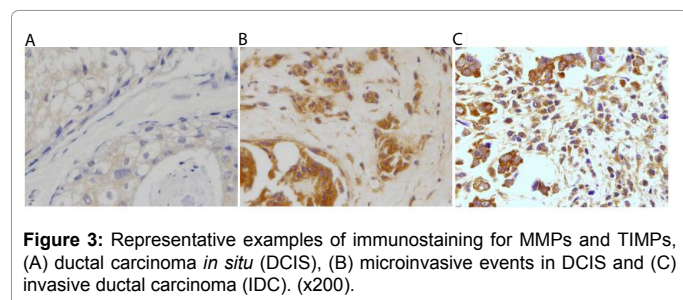 A B C
Figure 3: Representative examples of immunostaining for MMPs and TIMPs,
(A) ductal carcinoma in situ (DCIS), (B) microinvasive events in DCIS and (C)
invasive ductal carcinoma (IDC). (x200).